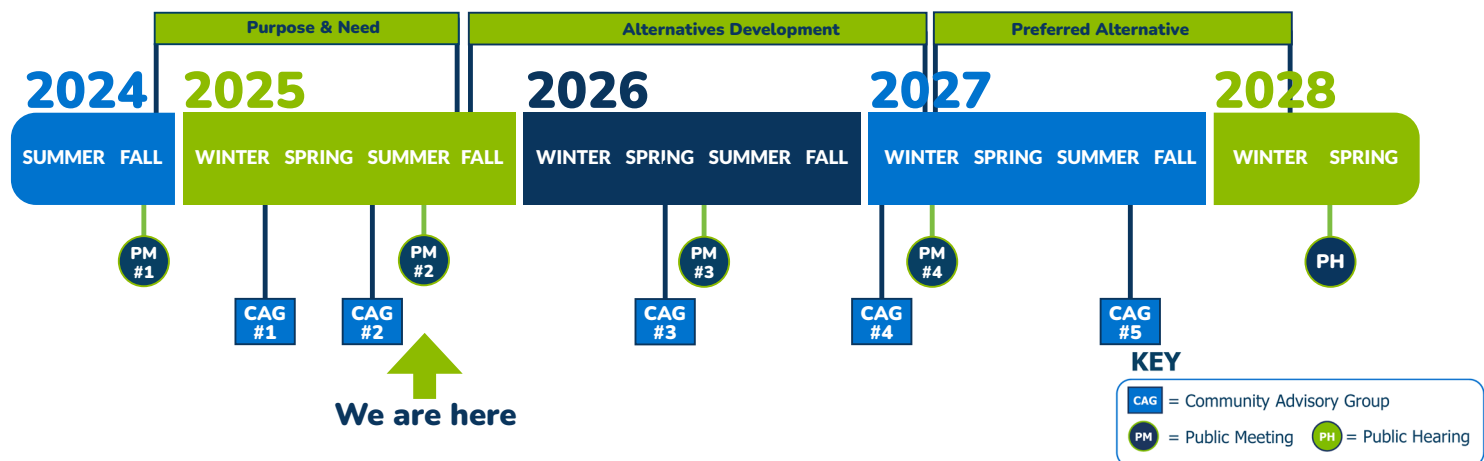 Purpose & Need
Alternatives Development
Preferred Alternative
2024
2025
2026
2027
2028
SUMMER FALL
WINTER SPRING SUMMER FALL
WINTER SPRING SUMMER FALL
WINTER SPRING SUMMER FALL
WINTER SPRING
PM
#1
PM
#2
PM
#3
PM
#4
PH
CAG
#1
CAG
#2
CAG
#3
CAG
#4
CAG
#5
We are here
KEY
CAG = Community Advisory Group
PM = Public Meeting PH = Public Hearing